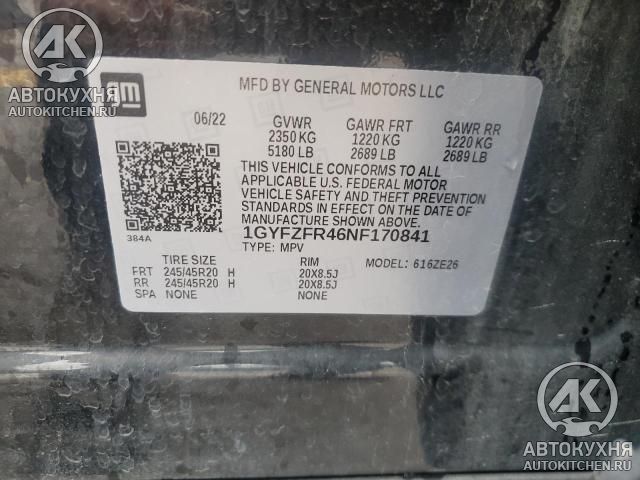 АВТОКУХНЯ
AUTOKITCHEN.RU
gm
MFD BY GENERAL MOTORS LLC
06/22 GVWR GAWR FRT GAWR RR
2350 KG 1220 KG 1220 KG
5180 LB 2689 LB 2689 LB
THIS VEHICLE CONFORMS TO ALL
APPLICABLE U.S. FEDERAL MOTOR
VEHICLE SAFETY AND THEFT PREVENTION
STANDARDS IN EFFECT ON THE DATE OF
MANUFACTURE SHOWN ABOVE.
384A
1GYFZFR46NF170841
TYPE: MPV MODEL: 616ZE26
TIRE SIZE RIM
FRT 245/45R20 H 20X8.5J
RR 245/45R20 H 20X8.5J
SPA NONE NONE
АК
АВТОКУХНЯ
AUTOKITCHEN.RU